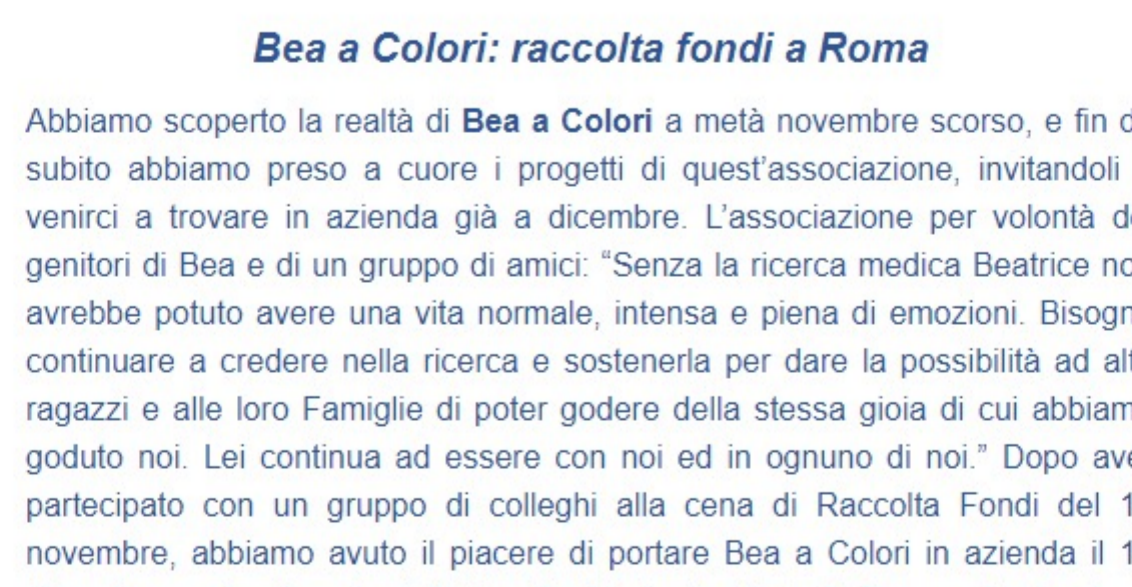 Bea a Colori: raccolta fondi a Roma
Abbiamo scoperto la realtà di Bea a Colori a metà novembre scorso, e fin
subito abbiamo preso a cuore i progetti di quest’associazione, invitandoli
venirci a trovare in azienda già a dicembre. L’associazione per volontà
genitori di Bea e di un gruppo di amici: “Senza la ricerca medica Beatrice
avrebbe potuto avere una vita normale, intensa e piena di emozioni.
continuare a credere nella ricerca e sostenerla per dare la possibilità ad
ragazzi e alle loro Famiglie di poter godere della stessa gioia di cui
goduto noi. Lei continua ad essere con noi ed in ognuno di noi.” Dopo
partecipato con un gruppo di colleghi alla cena di Raccolta Fondi del
novembre, abbiamo avuto il piacere di portare Bea a Colori in azienda il